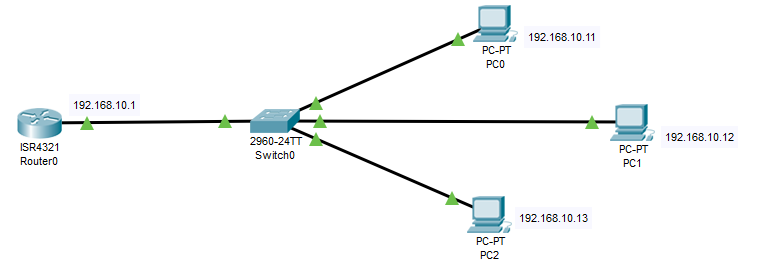 192.168.10.11
PC-PT
PC0
192.168.10.1
ISR4321
Router0
2960-24TT
Switch0
192.168.10.12
PC-PT
PC1
192.168.10.13
PC-PT
PC2